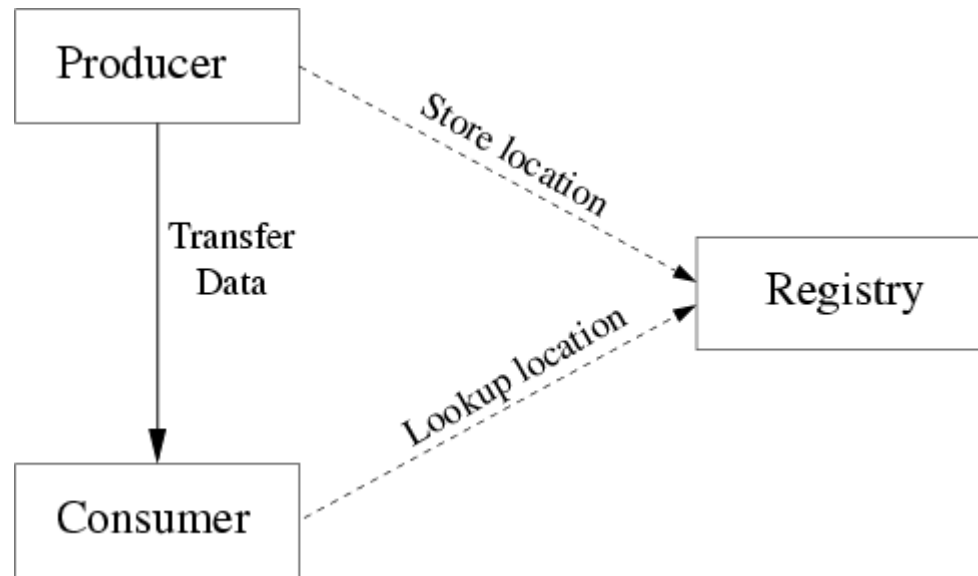 Producer
Store location
Transfer
Data
Registry
Lookup location
Consumer